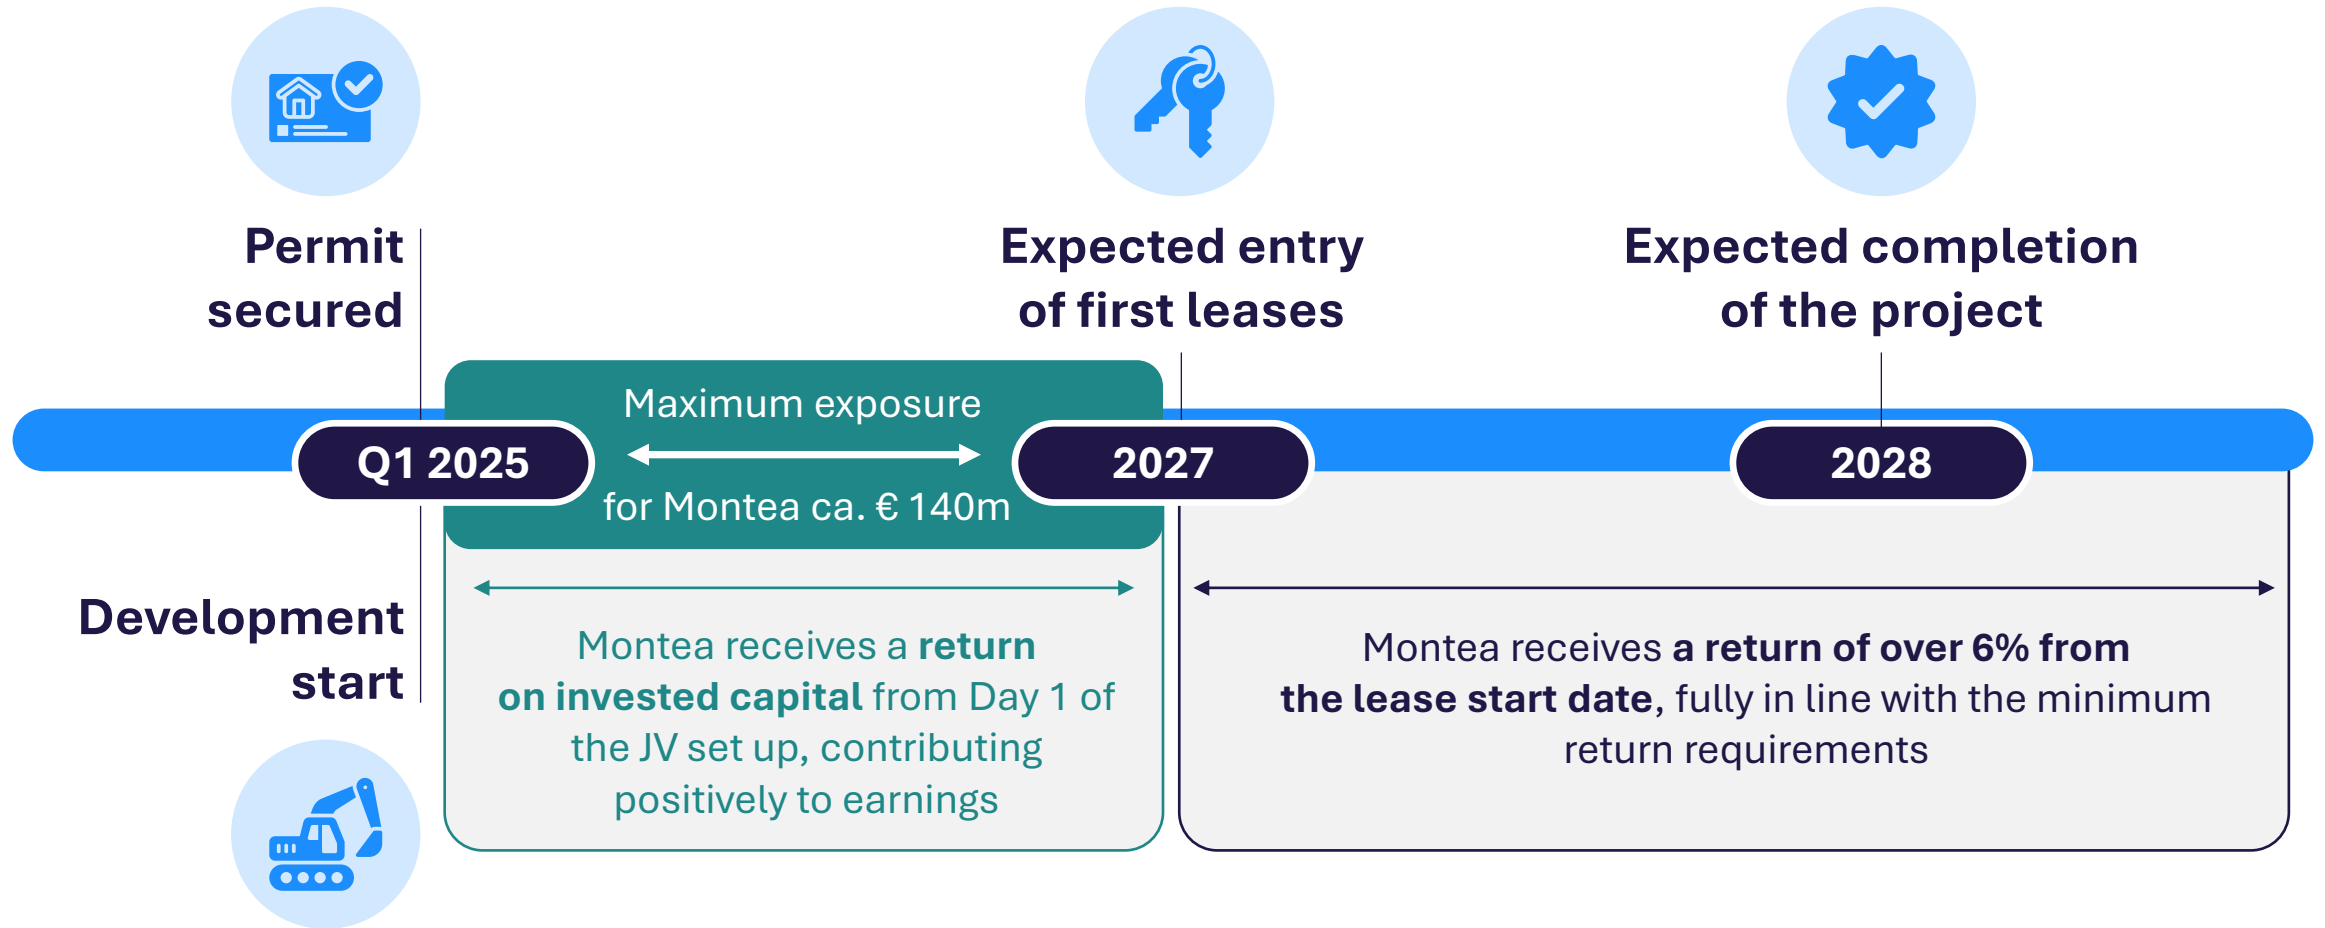 Permit
secured
Expected entry
of first leases
Expected completion
of the project
Maximum exposure
Q1 2025
2027
2028
for Montea ca. € 140m
Development
start
Montea receives a return
on invested capital from Day 1 of
the JV set up, contributing
positively to earnings
Montea receives a return of over 6% from
the lease start date, fully in line with the minimum
return requirements